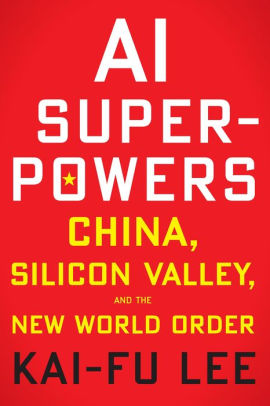 AI
SUPER-
POWERS
CHINA,
SILICON VALLEY,
AND THE
NEW WORLD ORDER
KAI-FU LEE